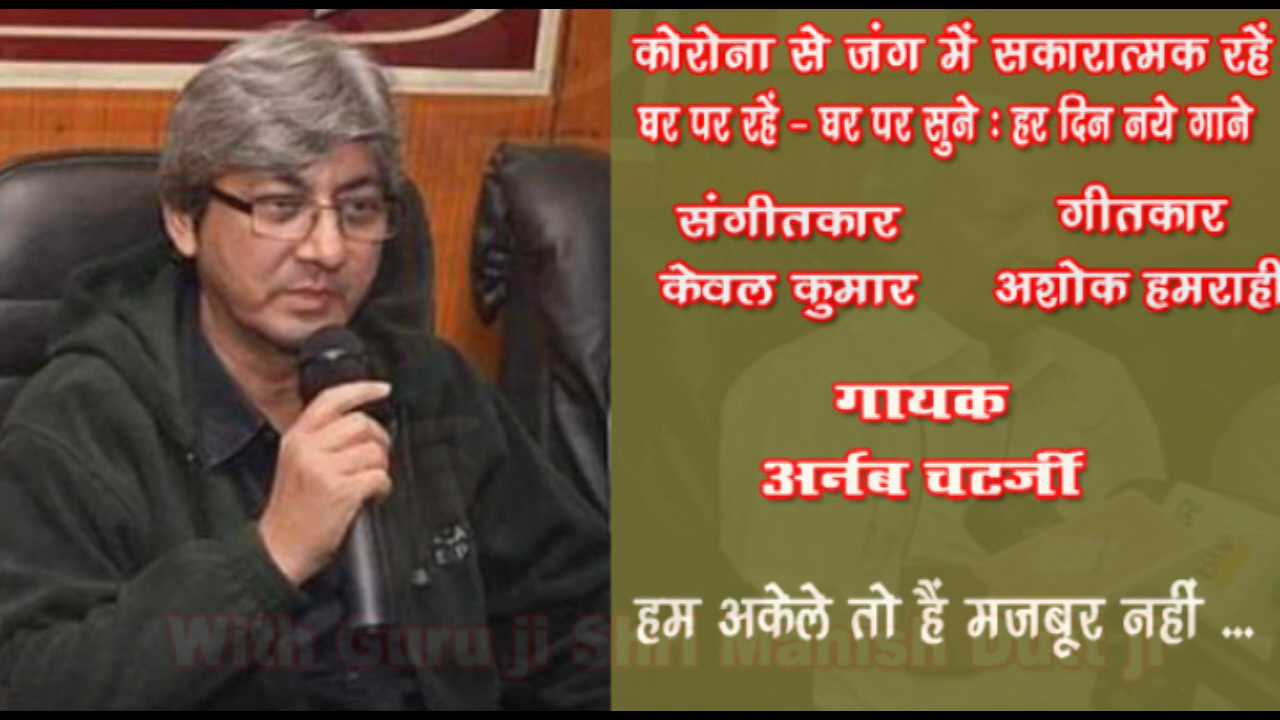 कोरोना से जंग में सकारात्मक रहें
घर पर रहें - घर पर सुने : हर दिन नये गाने
संगीतकार
गीतकार
केवल कुमार
अशोक हमराही
गायक
अर्नब चटर्जी
हम अकेले तो हैं मजबूर नहीं ...
With Guru ji Shri Manish Dutt ji